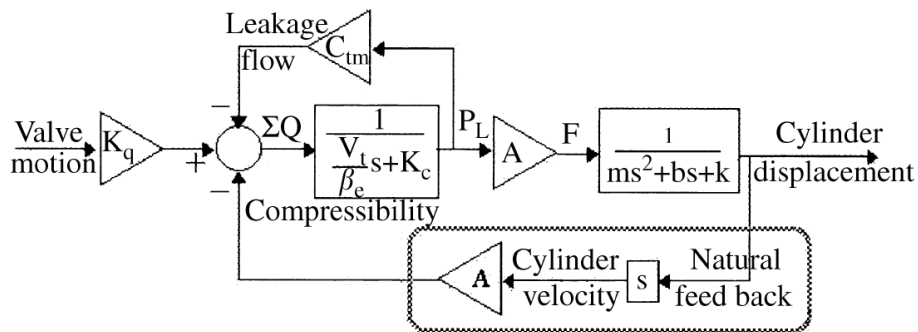 Leakage
flow
C_tm
Valve
motion
K_q
+
−
−
ΣQ
1
V_t
β_e
s+K_c
Compressibility
P_L
A
F
1
ms²+bs+k
Cylinder
displacement
A
Cylinder
velocity
s
Natural
feed back